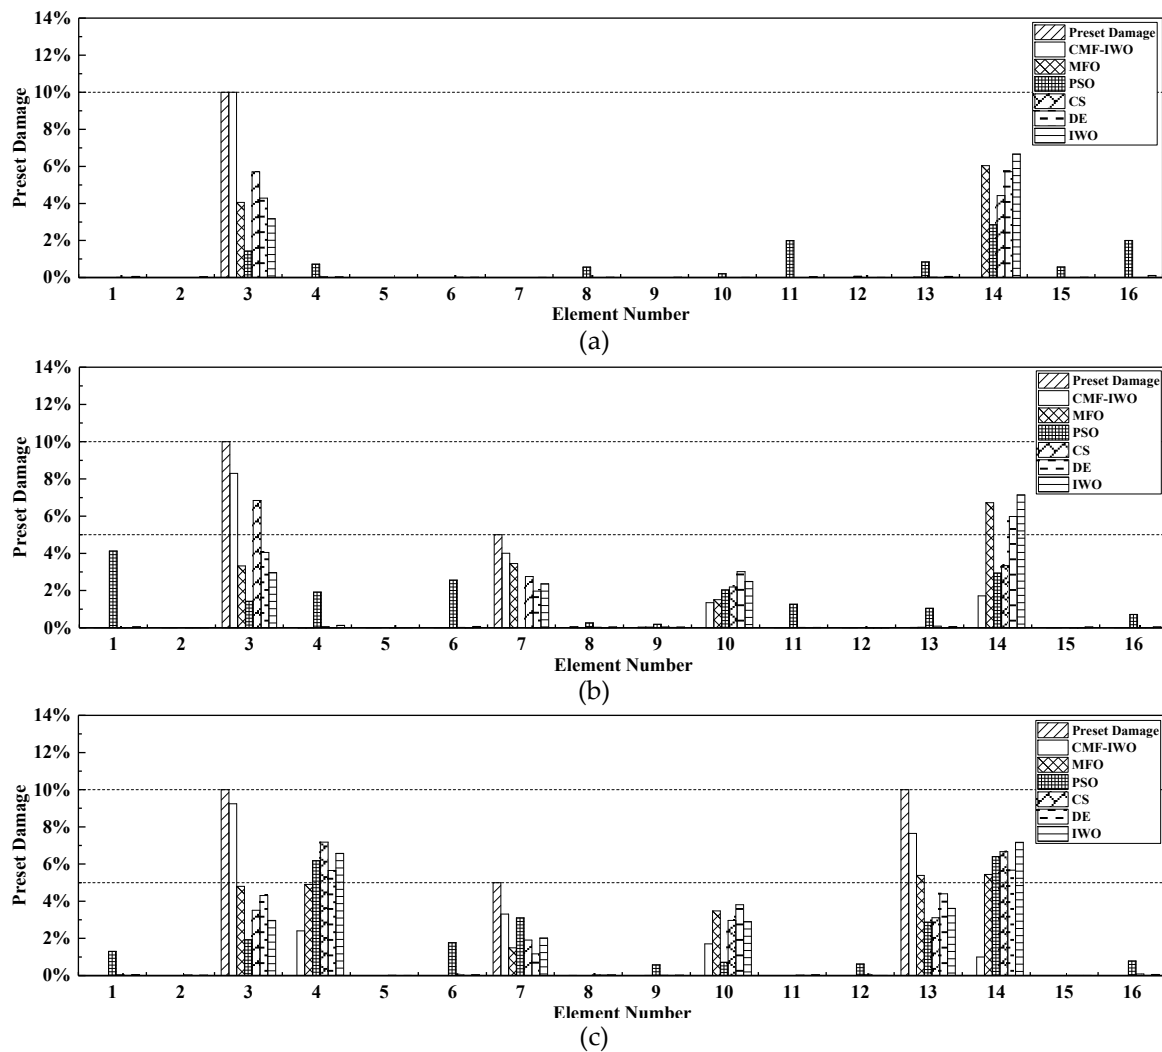 14%
12%
10%
8%
6%
4%
2%
0%
Preset Damage
Preset Damage
CMF-IWO
MFO
PSO
CS
DE
IWO
1 2 3 4 5 6 7 8 9 10 11 12 13 14 15 16
Element Number
(a)
14%
12%
10%
8%
6%
4%
2%
0%
Preset Damage
Preset Damage
CMF-IWO
MFO
PSO
CS
DE
IWO
1 2 3 4 5 6 7 8 9 10 11 12 13 14 15 16
Element Number
(b)
14%
12%
10%
8%
6%
4%
2%
0%
Preset Damage
Preset Damage
CMF-IWO
MFO
PSO
CS
DE
IWO
1 2 3 4 5 6 7 8 9 10 11 12 13 14 15 16
Element Number
(c)